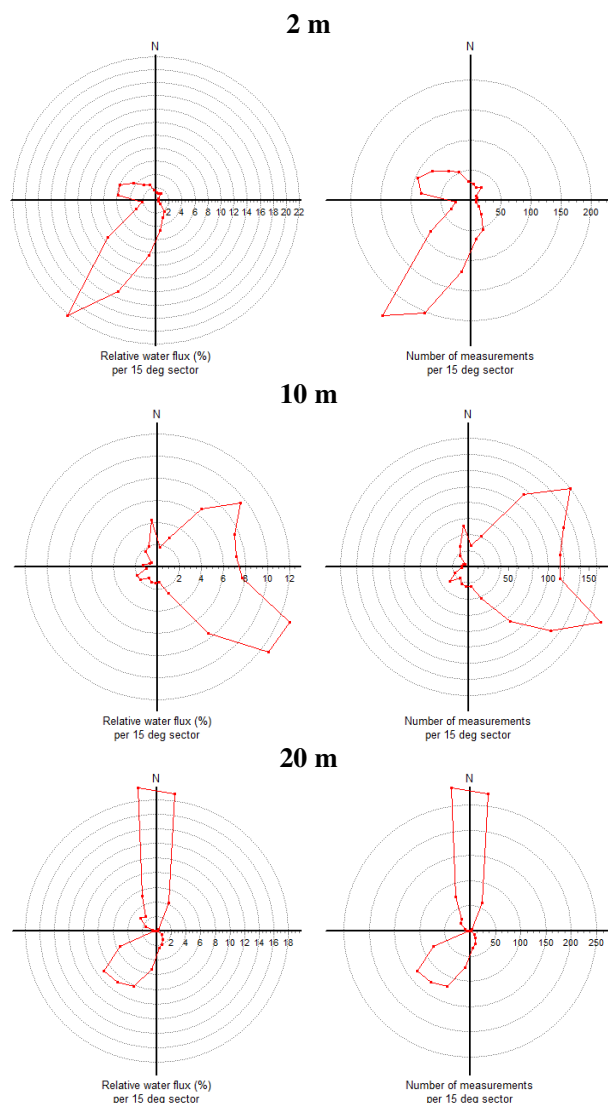 2 m
N
N
2 4 6 8 10 12 14 16 18 20 22
50 100 150 200
Relative water flux (%)
per 15 deg sector
Number of measurements
per 15 deg sector
10 m
N
N
2 4 6 8 10 12
50 100 150
Relative water flux (%)
per 15 deg sector
Number of measurements
per 15 deg sector
20 m
N
N
2 4 6 8 10 12 14 16 18
50 100 150 200 250
Relative water flux (%)
per 15 deg sector
Number of measurements
per 15 deg sector